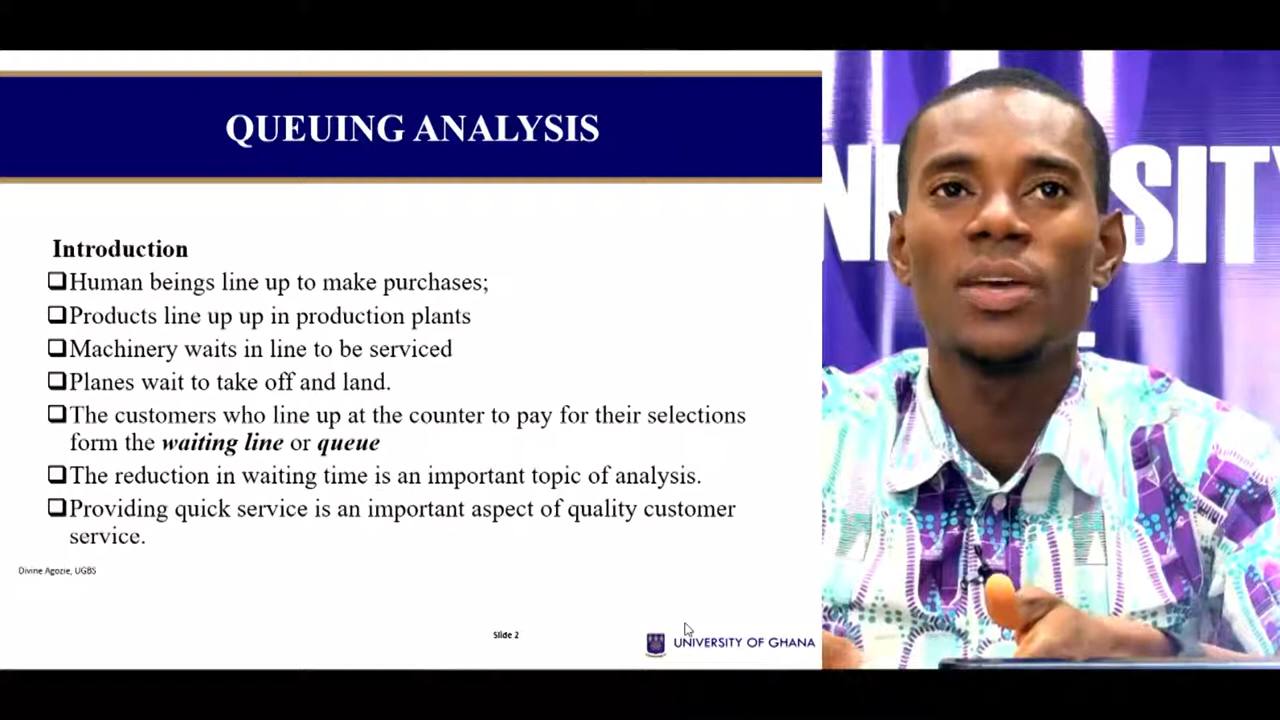 QUEUING ANALYSIS
Introduction
Human beings line up to make purchases;
Products line up up in production plants
Machinery waits in line to be serviced
Planes wait to take off and land.
The customers who line up at the counter to pay for their selections
form the waiting line or queue
The reduction in waiting time is an important topic of analysis.
Providing quick service is an important aspect of quality customer
service.
Divine Agozie, UGBS
Slide 2
UNIVERSITY OF GHANA